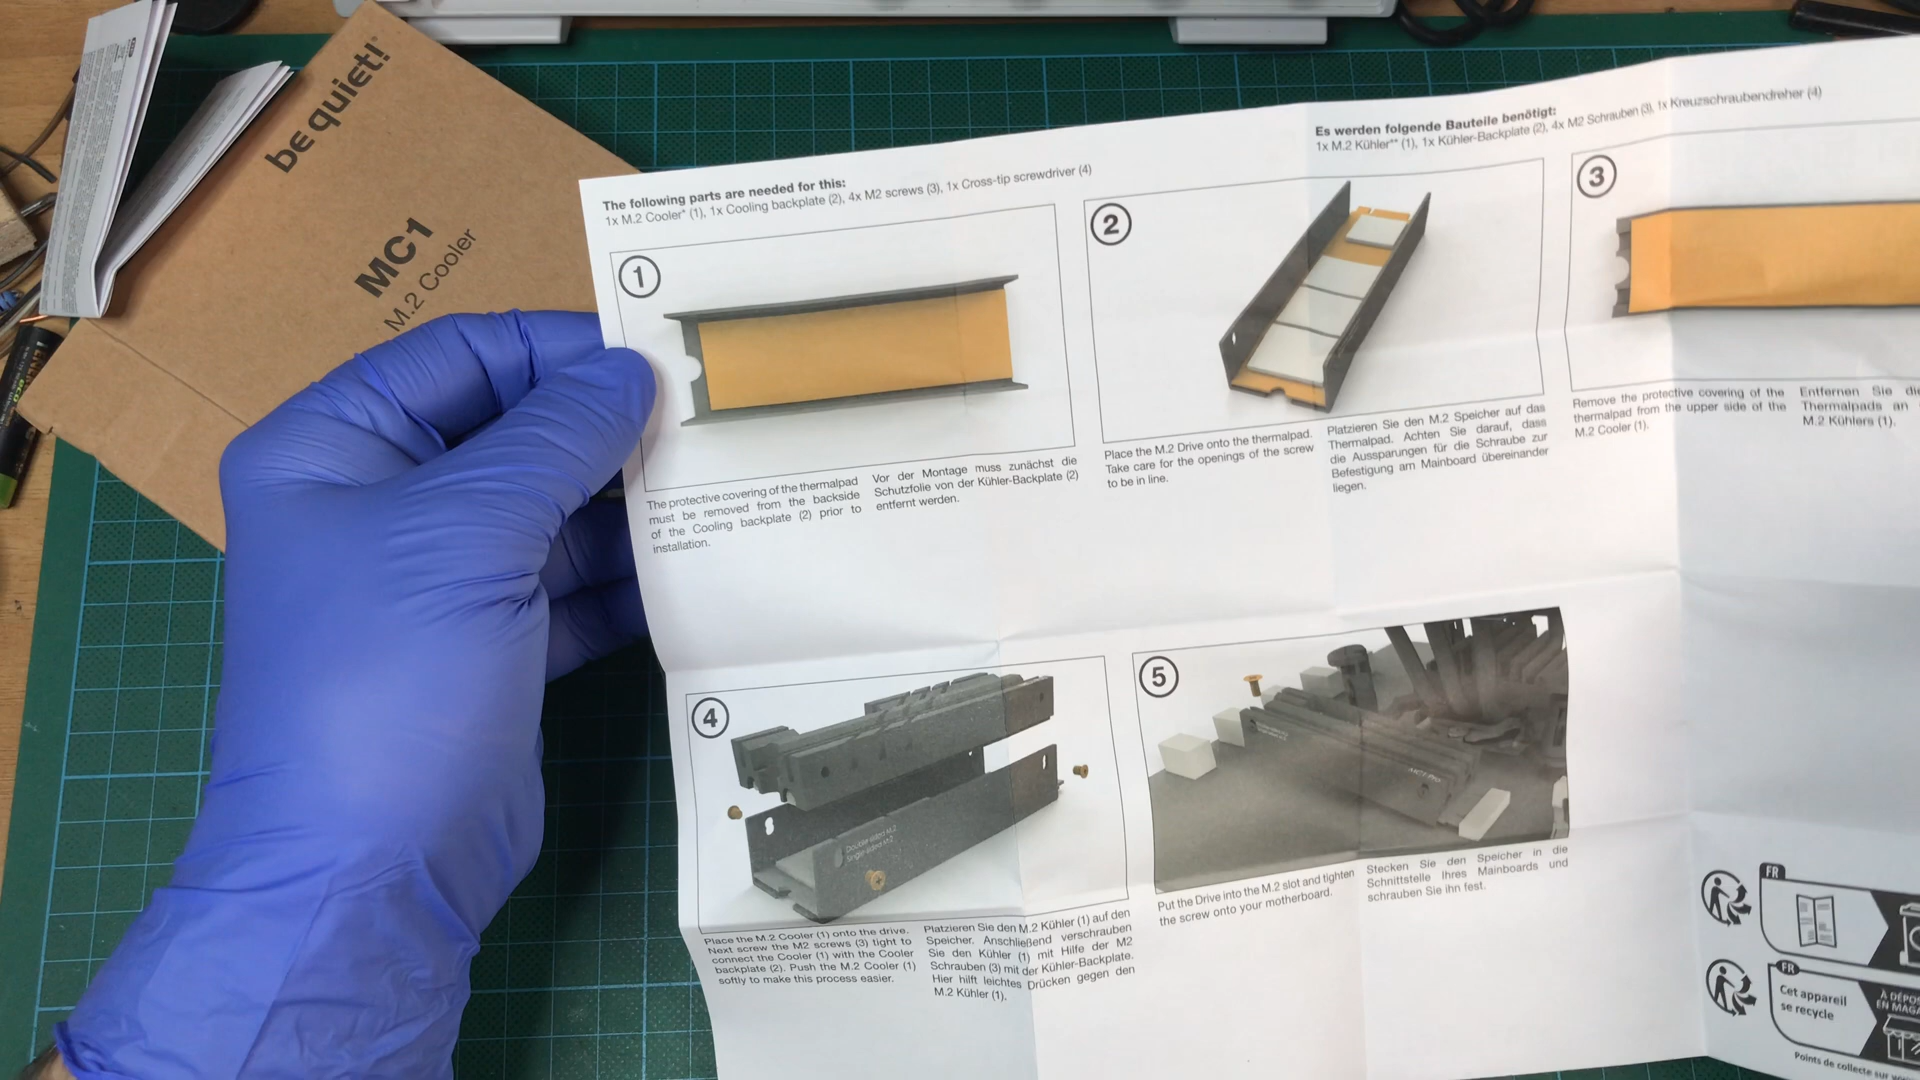 be quiet!
MC1
M.2 Cooler
The following parts are needed for this:
1x M.2 Cooler* (1), 1x Cooling backplate (2), 4x M2 screws (3), 1x Cross-tip screwdriver (4)
Es werden folgende Bauteile benötigt:
1x M.2 Kühler** (1), 1x Kühler-Backplate (2), 4x M2 Schrauben (3), 1x Kreuzschraubendreher (4)
1
The protective covering of the thermalpad
must be removed from the backside
of the Cooling backplate (2) prior to
installation.
Vor der Montage muss zunächst die
Schutzfolie von der Kühler-Backplate (2)
entfernt werden.
2
Place the M.2 Drive onto the thermalpad.
Take care for the openings of the screw
to be in line.
Platzieren Sie den M.2 Speicher auf das
Thermalpad. Achten Sie darauf, dass
die Aussparungen für die Schraube zur
Befestigung am Mainboard übereinander
liegen.
3
Remove the protective covering of the
thermalpad from the upper side of the
M.2 Cooler (1).
Entfernen Sie
Thermalpads an
M.2 Kühlers (1).
4
Double sided M.2
Single sided M.2
Place the M.2 Cooler (1) onto the drive.
Next screw the M2 screws (3) tight to
connect the Cooler (1) with the Cooler
backplate (2). Push the M.2 Cooler (1)
softly to make this process easier.
Platzieren Sie den M.2 Kühler (1) auf den
Speicher. Anschließend verschrauben
Sie den Kühler (1) mit Hilfe der M2
Schrauben (3) mit der Kühler-Backplate.
Hier hilft leichtes Drücken gegen den
M.2 Kühler (1).
5
MC1 Pro
Put the Drive into the M.2 slot and tighten
the screw onto your motherboard.
Stecken Sie den Speicher in die
Schnittstelle Ihres Mainboards und
schrauben Sie ihn fest.
FR
FR
Cet appareil
se recycle
À
EN
Points de collecte sur